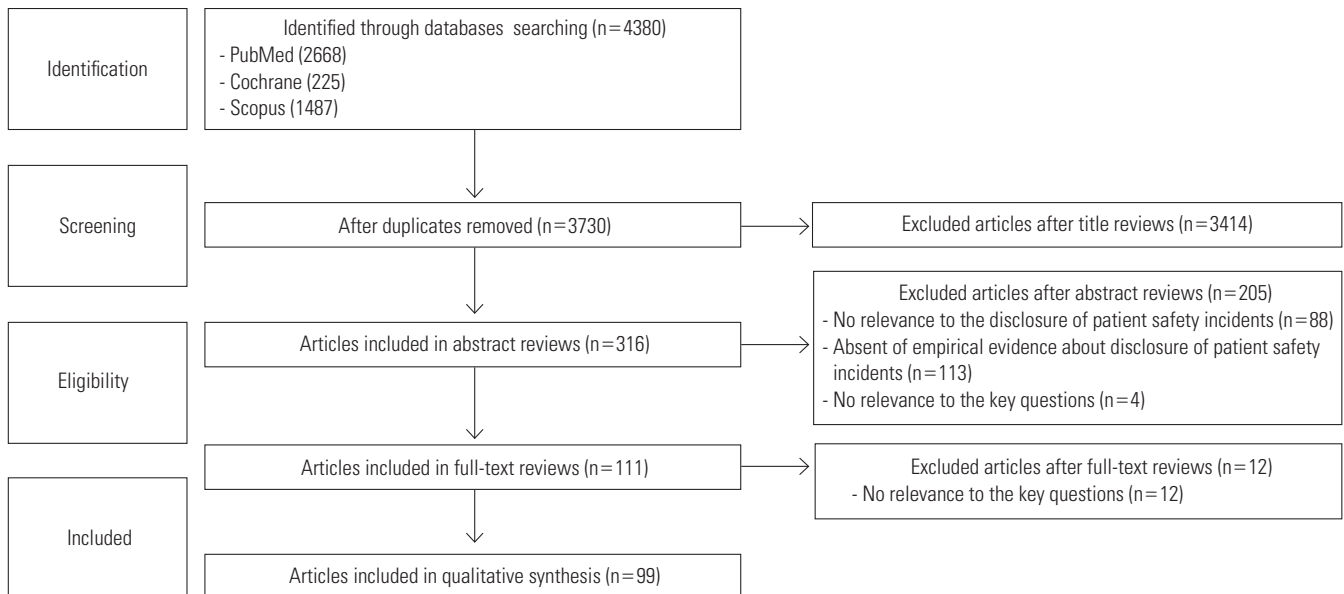 Identification
Identified through databases searching (n=4380)
- PubMed (2668)
- Cochrane (225)
- Scopus (1487)
Screening
After duplicates removed (n=3730)
Excluded articles after title reviews (n=3414)
Eligibility
Articles included in abstract reviews (n=316)
Excluded articles after abstract reviews (n=205)
- No relevance to the disclosure of patient safety incidents (n=88)
- Absent of empirical evidence about disclosure of patient safety
incidents (n=113)
- No relevance to the key questions (n=4)
Articles included in full-text reviews (n=111)
Excluded articles after full-text reviews (n=12)
- No relevance to the key questions (n=12)
Included
Articles included in qualitative synthesis (n=99)